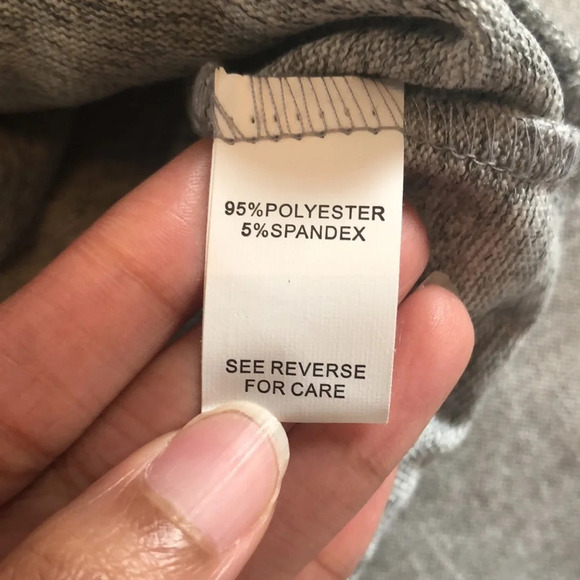 95%POLYESTER
5%SPANDEX
SEE REVERSE
FOR CARE